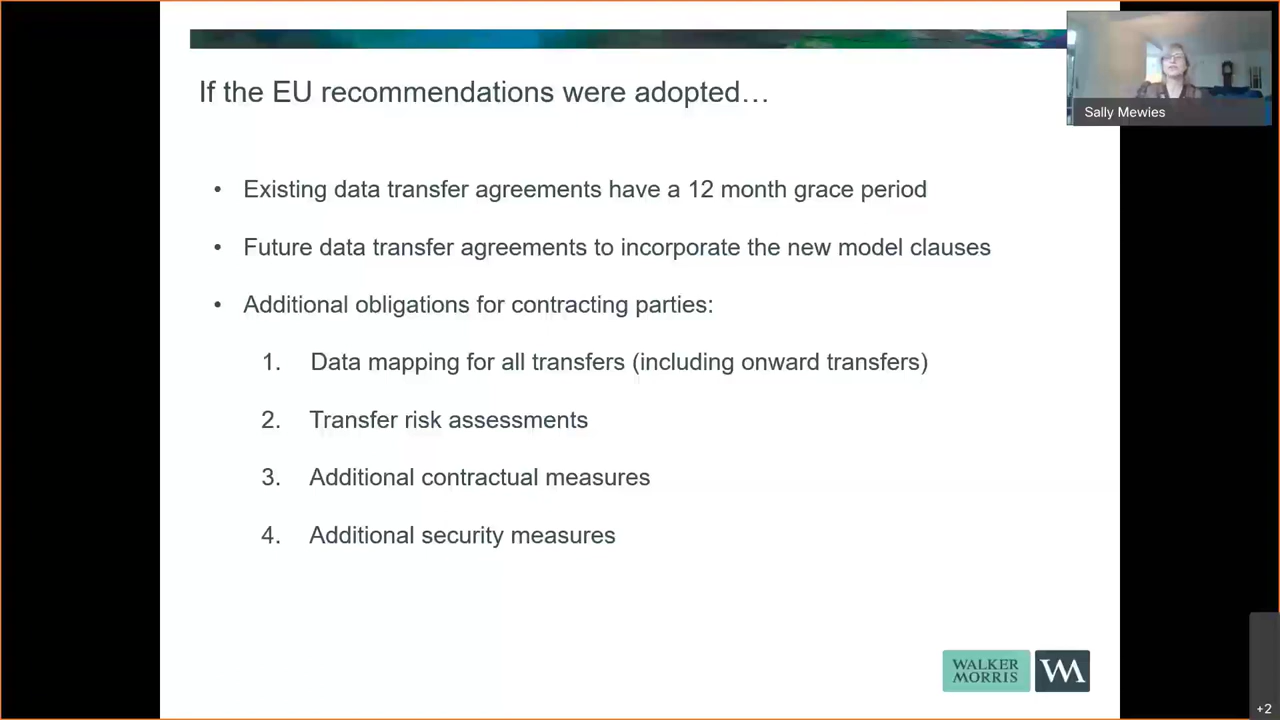 If the EU recommendations were adopted…
Sally Mewies
• Existing data transfer agreements have a 12 month grace period
• Future data transfer agreements to incorporate the new model clauses
• Additional obligations for contracting parties:
1. Data mapping for all transfers (including onward transfers)
2. Transfer risk assessments
3. Additional contractual measures
4. Additional security measures
WALKER
MORRIS
WM
+2